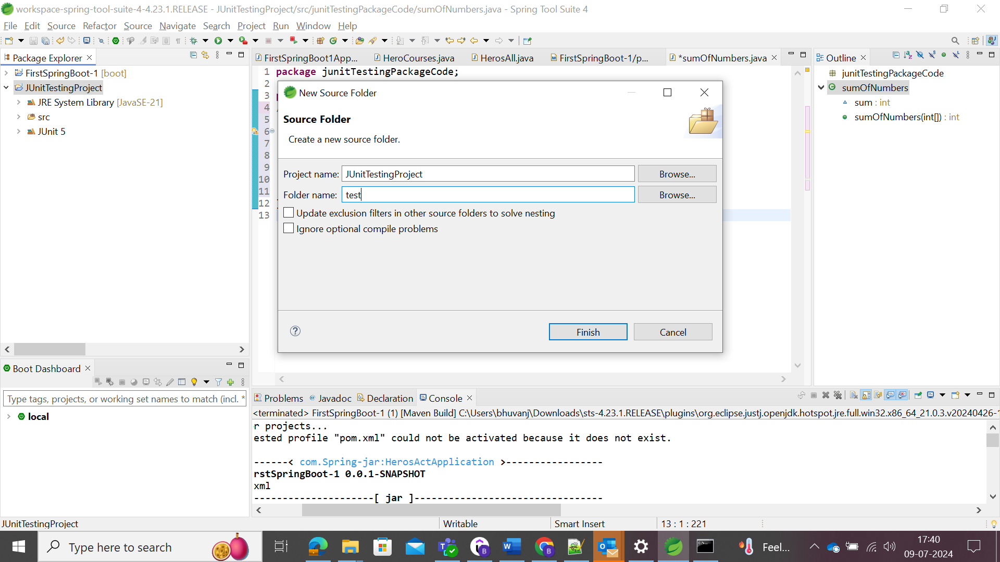 workspace-spring-tool-suite-4-4.23.1.RELEASE - JUnitTestingProject/src/junitTestingPackageCode/sumOfNumbers.java - Spring Tool Suite 4
File Edit Source Refactor Source Navigate Search Project Run Window Help
Package Explorer
FirstSpringBoot-1 [boot]
JUnitTestingProject
JRE System Library [JavaSE-21]
src
JUnit 5
FirstSpringBoot1App... HeroCourses.java HerosAll.java FirstSpringBoot-1/p... *sumOfNumbers.java
1 package junitTestingPackageCode;
2
3
4
5
6
7
8
9
10
11
12
13
New Source Folder
Source Folder
Create a new source folder.
Project name: JUnitTestingProject Browse...
Folder name: test Browse...
Update exclusion filters in other source folders to solve nesting
Ignore optional compile problems
Finish Cancel
Outline
junitTestingPackageCode
sumOfNumbers
sum : int
sumOfNumbers(int[]) : int
Boot Dashboard
Type tags, projects, or working set names to match (incl. *
local
Problems Javadoc Declaration Console
<terminated> FirstSpringBoot-1 (1) [Maven Build] C:\Users\bhuvanj\Downloads\sts-4.23.1.RELEASE\plugins\org.eclipse.justj.openjdk.hotspot.jre.full.win32.x86_64_21.0.3.v20240426-1
r projects...
ested profile "pom.xml" could not be activated because it does not exist.
------< com.Spring-jar:HerosActApplication >-----------------
rstSpringBoot-1 0.0.1-SNAPSHOT
xml
---------------------[ jar ]---------------------------------
JUnitTestingProject Writable Smart Insert 13 : 1 : 221
Type here to search
Feel...
17:40
09-07-2024